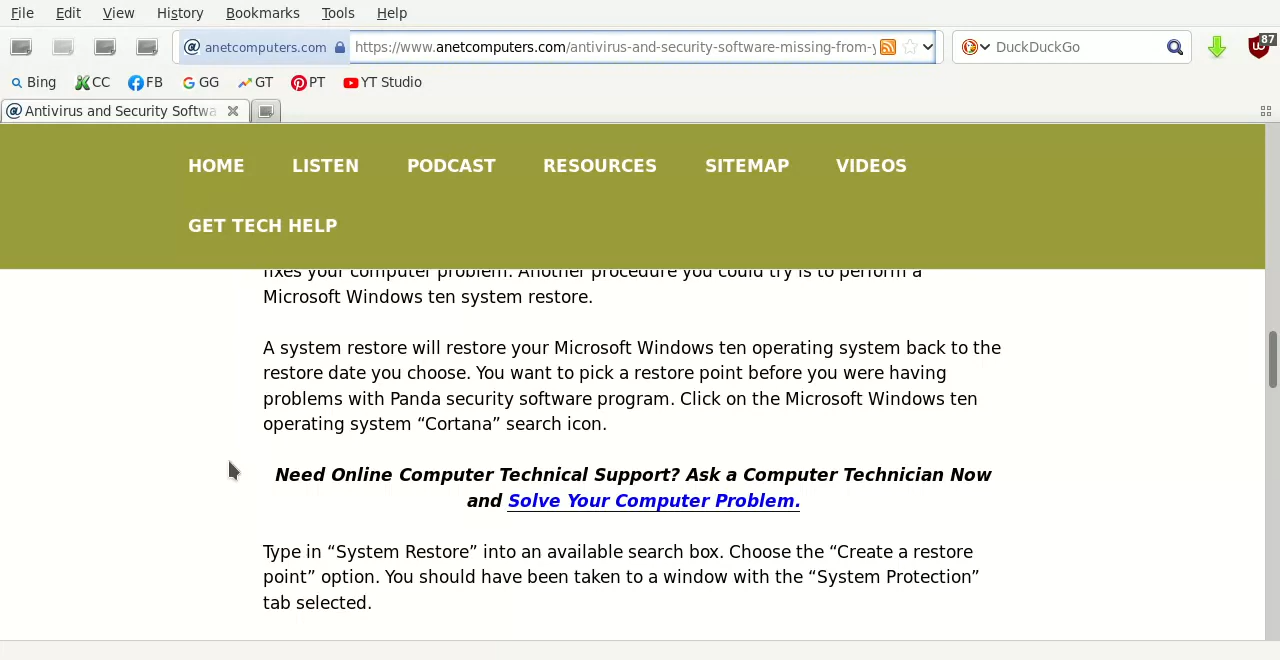 File Edit View History Bookmarks Tools Help
anetcomputers.com https://www.anetcomputers.com/antivirus-and-security-software-missing-from-y DuckDuckGo 87
Bing CC FB GG GT PT YT Studio
Antivirus and Security Softwa
HOME LISTEN PODCAST RESOURCES SITEMAP VIDEOS
GET TECH HELP
fixes your computer problem. Another procedure you could try is to perform a
Microsoft Windows ten system restore.
A system restore will restore your Microsoft Windows ten operating system back to the
restore date you choose. You want to pick a restore point before you were having
problems with Panda security software program. Click on the Microsoft Windows ten
operating system “Cortana” search icon.
Need Online Computer Technical Support? Ask a Computer Technician Now
and Solve Your Computer Problem.
Type in “System Restore” into an available search box. Choose the “Create a restore
point” option. You should have been taken to a window with the “System Protection”
tab selected.